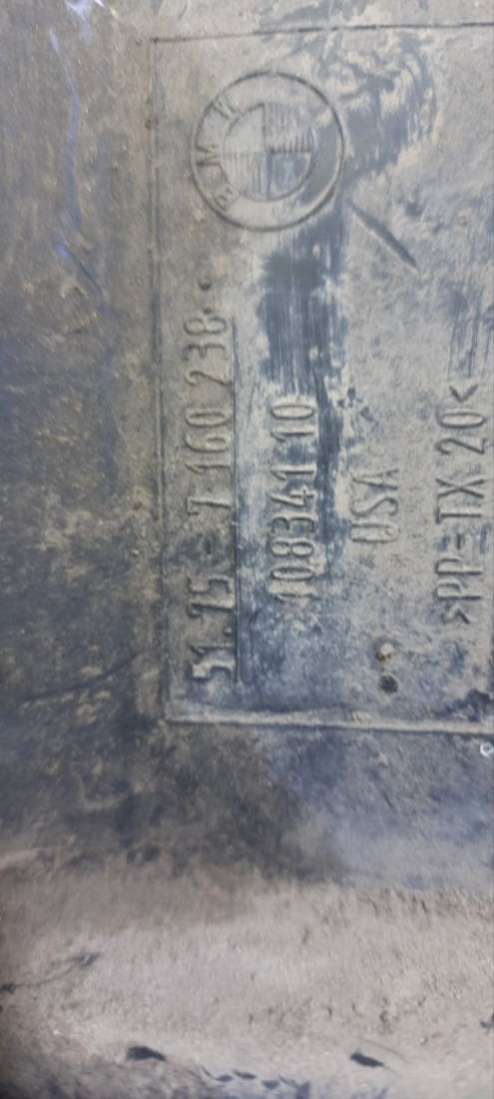 BMW
51.75 - 7 160 238
10834110
USA
>PP-TX 20<